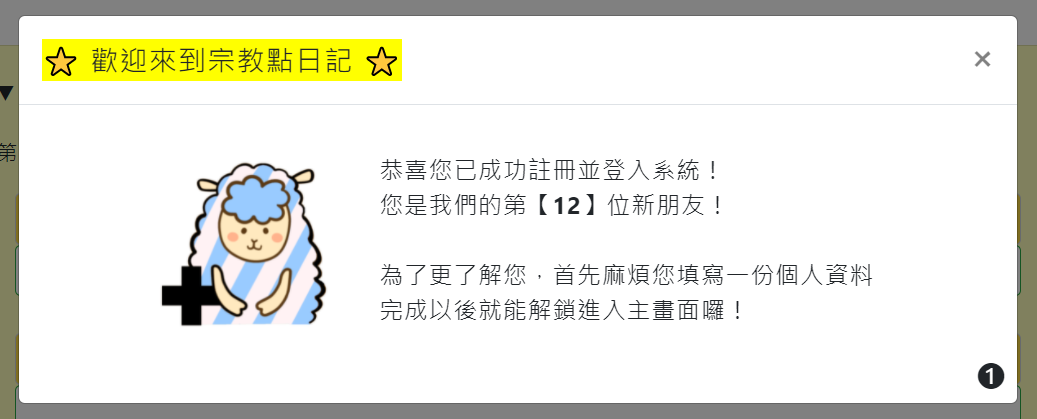 歡迎來到宗教點日記
×
第
恭喜您已成功註冊並登入系統！
您是我們的第【12】位新朋友！
為了更了解您，首先麻煩您填寫一份個人資料
完成以後就能解鎖進入主畫面囉！
1